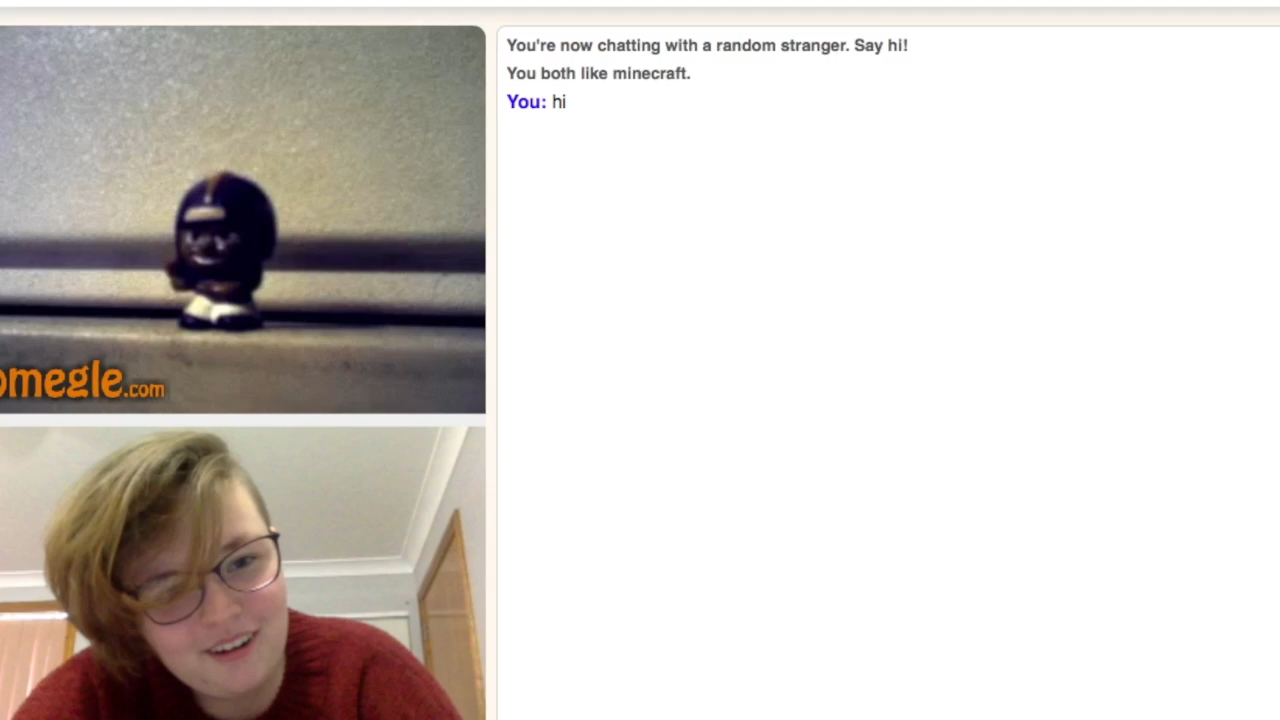 You're now chatting with a random stranger. Say hi!
You both like minecraft.
You: hi
omegle.com